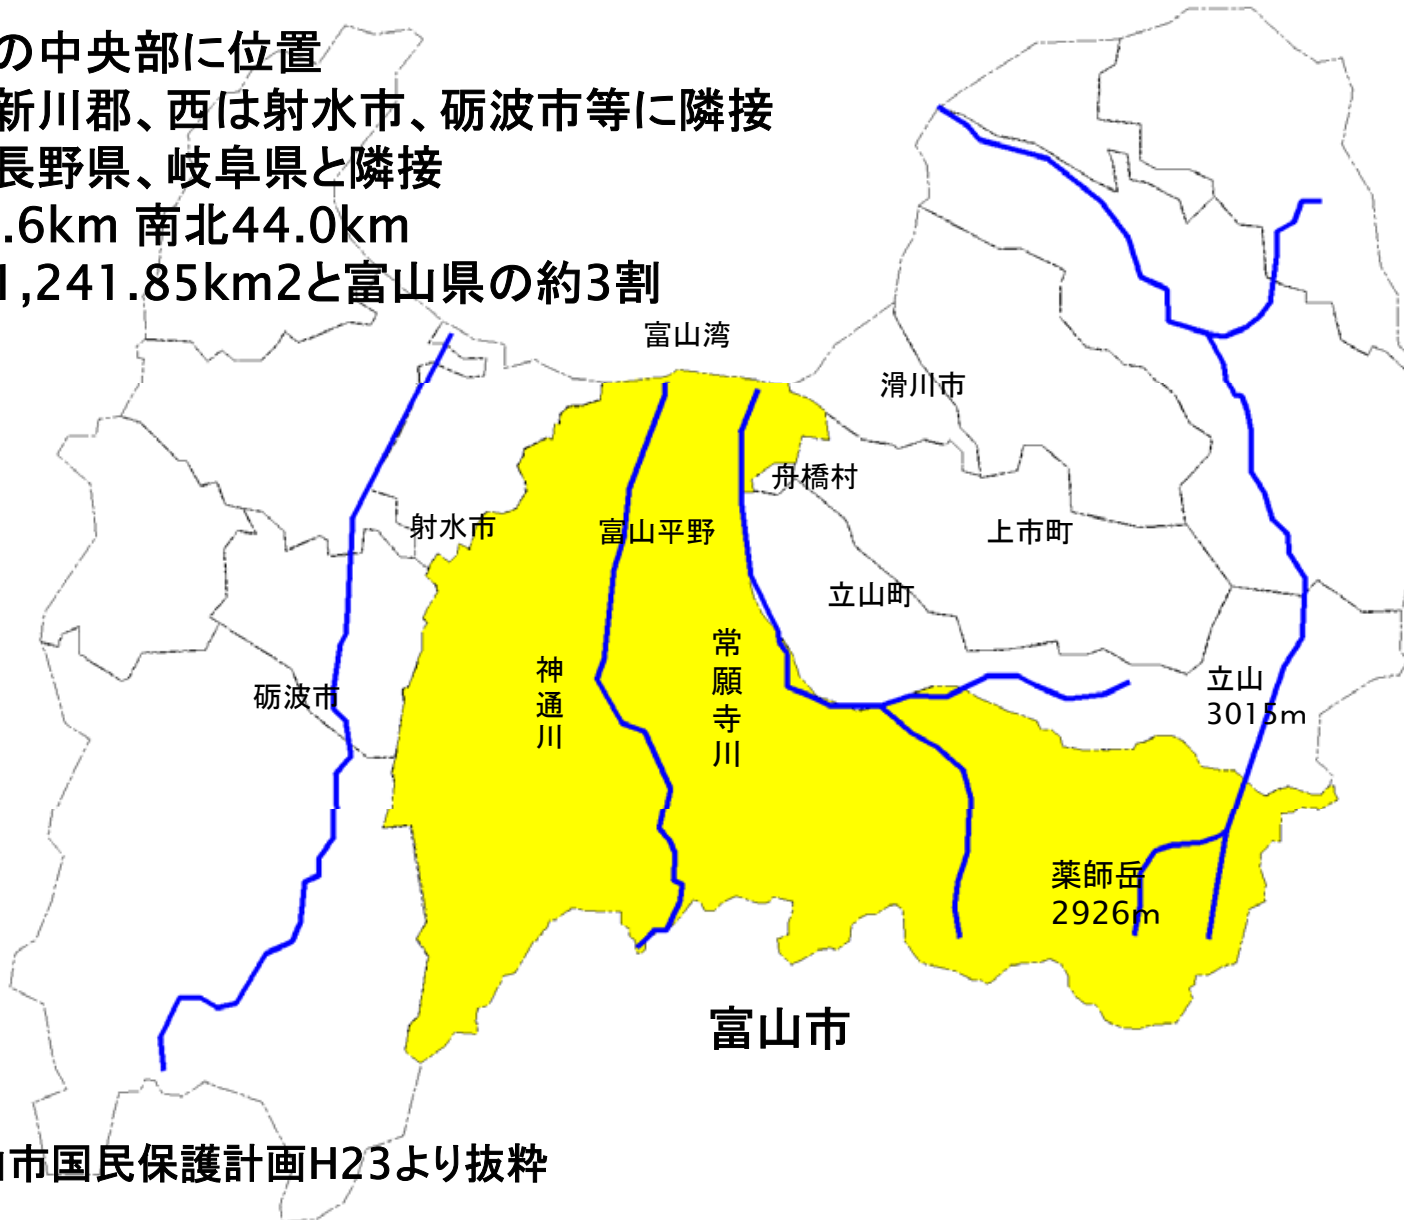 の中央部に位置
新川郡、西は射水市、砺波市等に隣接
長野県、岐阜県と隣接
.6km 南北44.0km
1,241.85km2と富山県の約3割
富山湾
滑川市
舟橋村
射水市
富山平野
上市町
立山町
常願寺川
神通川
砺波市
立山
3015m
薬師岳
2926m
富山市
市国民保護計画H23より抜粋